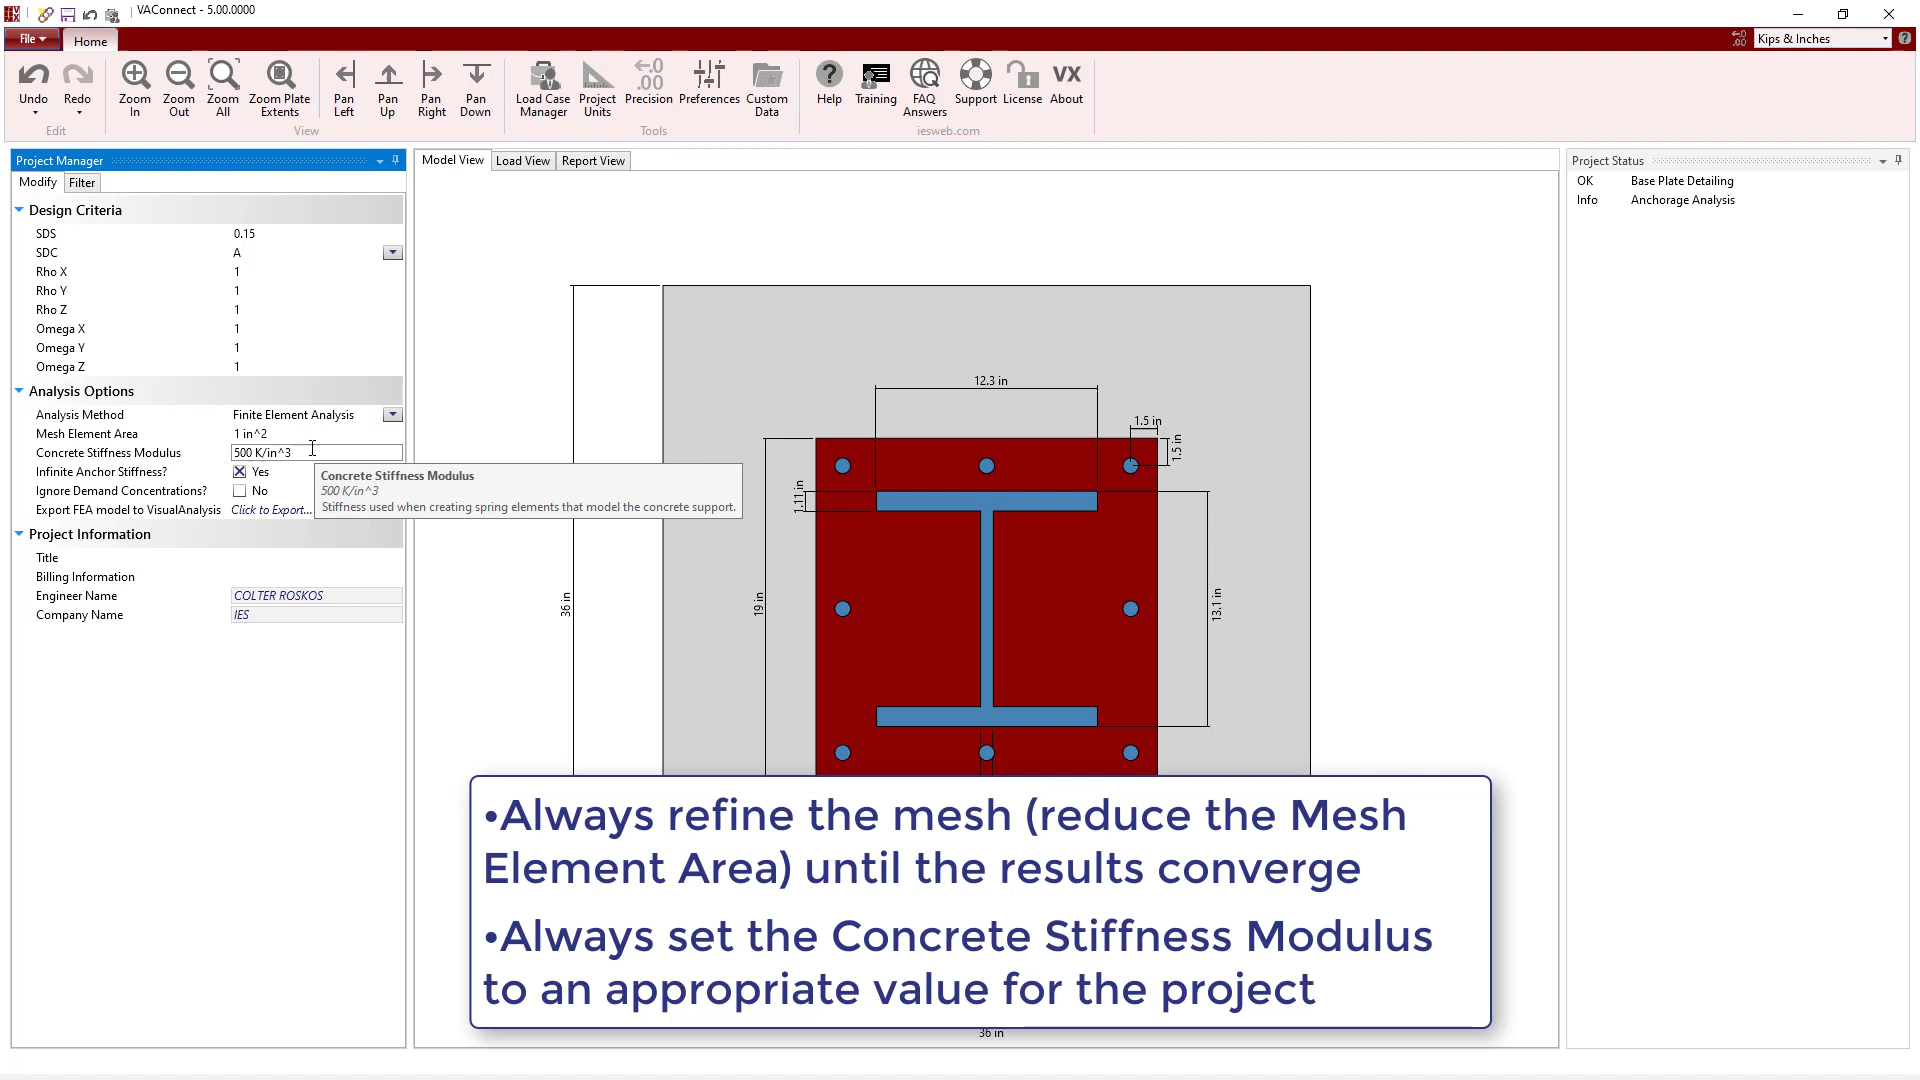 VAConnect - 5.00.0000
File
Home
Kips & Inches
Undo
Redo
Edit
Zoom In
Zoom Out
Zoom All
Zoom Plate Extents
Pan Left
Pan Up
Pan Right
Pan Down
View
Load Case Manager
Project Units
Precision
Preferences
Custom Data
Tools
Help
Training
FAQ Answers
Support
License
About
iesweb.com
Project Manager
Modify
Filter
Design Criteria
SDS 0.15
SDC A
Rho X 1
Rho Y 1
Rho Z 1
Omega X 1
Omega Y 1
Omega Z 1
Analysis Options
Analysis Method Finite Element Analysis
Mesh Element Area 1 in^2
Concrete Stiffness Modulus 500 K/in^3
Infinite Anchor Stiffness? Yes
Ignore Demand Concentrations? No
Export FEA model to VisualAnalysis Click to Export...
Project Information
Title
Billing Information
Engineer Name COLTER ROSKOS
Company Name IES
Concrete Stiffness Modulus
500 K/in^3
Stiffness used when creating spring elements that model the concrete support.
Model View
Load View
Report View
12.3 in
1.5 in
1.5 in
1.11 in
36 in
19 in
13.1 in
•Always refine the mesh (reduce the Mesh
Element Area) until the results converge
•Always set the Concrete Stiffness Modulus
to an appropriate value for the project
36 in
Project Status
OK Base Plate Detailing
Info Anchorage Analysis